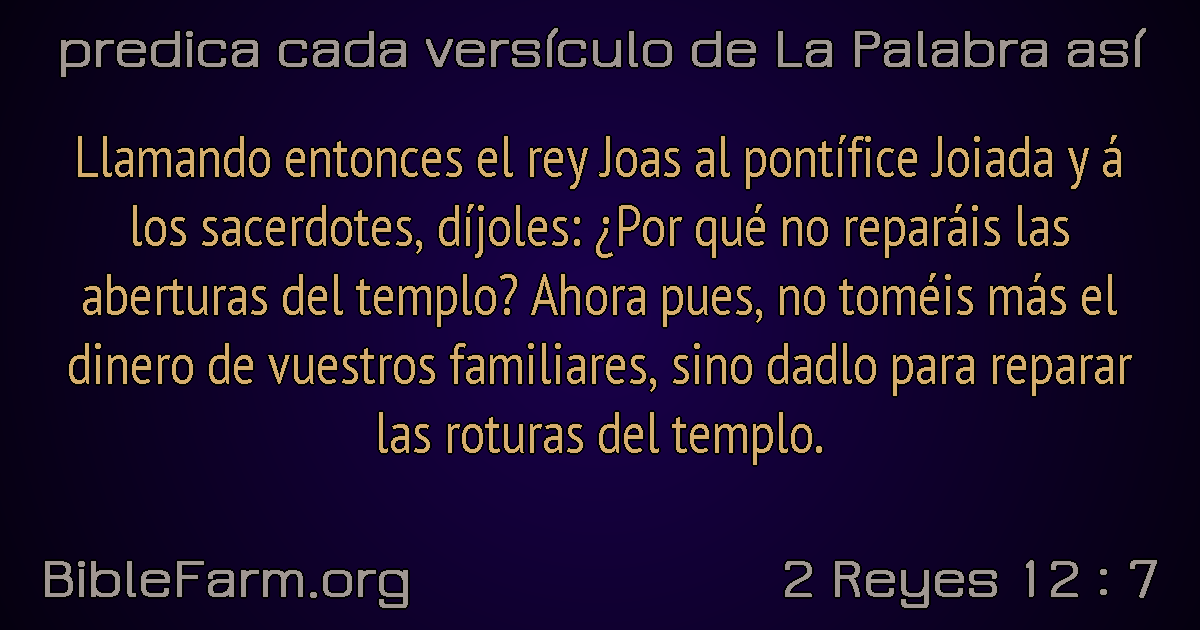 predica cada versículo de La Palabra así
Llamando entonces el rey Joas al pontífice Joiada y á
los sacerdotes, díjoles: ¿Por qué no reparáis las
aberturas del templo? Ahora pues, no toméis más el
dinero de vuestros familiares, sino dadlo para reparar
las roturas del templo.
BibleFarm.org
2 Reyes 12 : 7